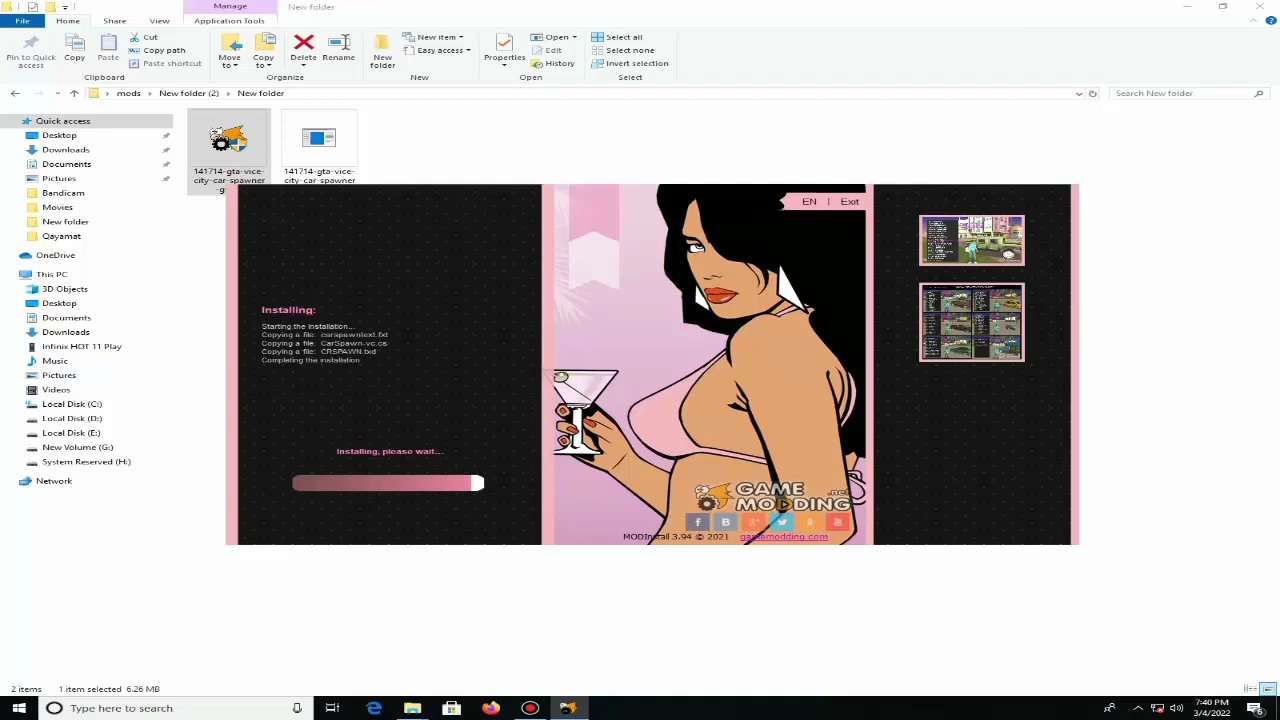 Manage
New folder
File
Home
Share
View
Application Tools
Pin to Quick access
Copy
Paste
Cut
Copy path
Paste shortcut
Clipboard
Move to
Copy to
Delete
Rename
Organize
New folder
New item
Easy access
New
Properties
Open
Edit
History
Open
Select all
Select none
Invert selection
Select
mods > New folder (2) > New folder
Search New folder
Quick access
Desktop
Downloads
Documents
Pictures
Bandicam
Movies
New folder
Qayamat
OneDrive
This PC
3D Objects
Desktop
Documents
Downloads
Infinix HOT 11 Play
Music
Pictures
Videos
Local Disk (C:)
Local Disk (D:)
Local Disk (E:)
New Volume (G:)
System Reserved (H:)
Network
141714-gta-vice-
city-car-spawner
141714-gta-vice-
city-car-spawner
EN | Exit
Installing:
Starting the Installation...
Copying a file: carspawntext.fxt
Copying a file: CarSpawn-vc.cs
Copying a file: CRSPAWN.txd
Completing the installation
Installing, please wait...
GAME
MODDING
.net
MODInstall 3.94 © 2021 gamemodding.com
2 items 1 item selected 6.26 MB
Type here to search
7:40 PM
3/4/2022